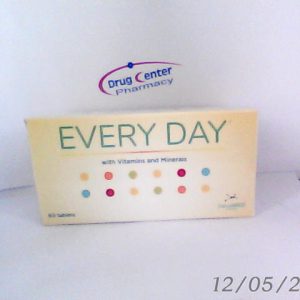 Drug Center
Pharmacy
EVERY DAY
with Vitamins and Minerals
60 tablets
12/05/2